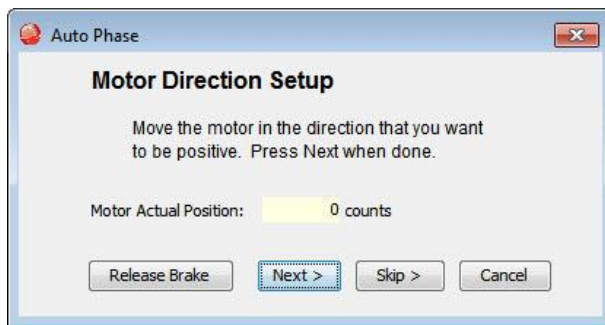 Auto Phase
Motor Direction Setup
Move the motor in the direction that you want
to be positive. Press Next when done.
Motor Actual Position: 0 counts
Release Brake Next > Skip > Cancel